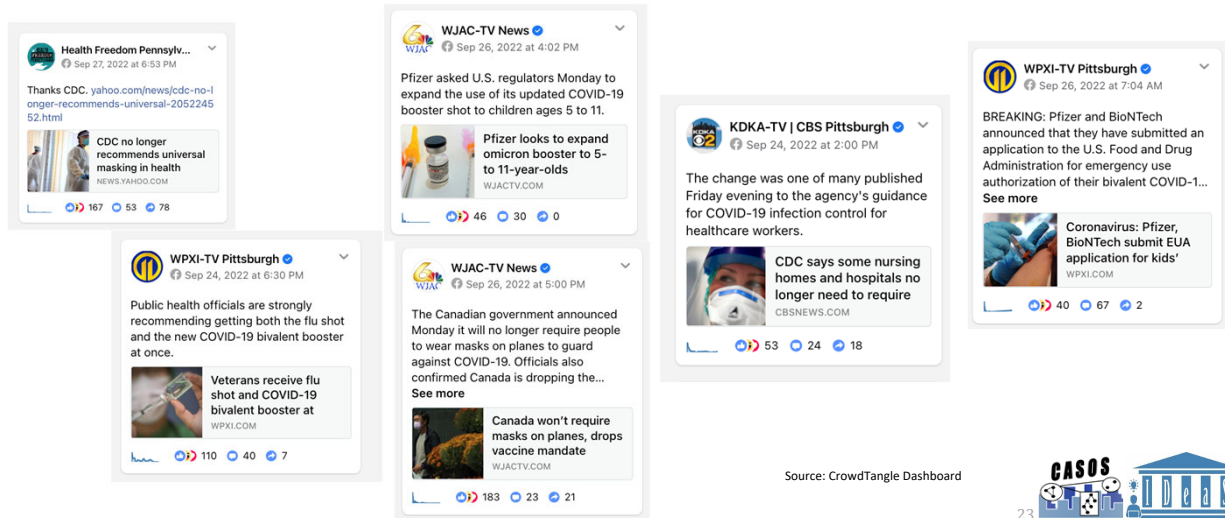 Health Freedom Pennsylv...
Sep 27, 2022 at 6:53 PM
Thanks CDC. yahoo.com/news/cdc-no-l
onger-recommends-universal-2052245
52.html
CDC no longer
recommends universal
masking in health
NEWS.YAHOO.COM
167 53 78
WPXI-TV Pittsburgh
Sep 24, 2022 at 6:30 PM
Public health officials are strongly
recommending getting both the flu shot
and the new COVID-19 bivalent booster
at once.
Veterans receive flu
shot and COVID-19
bivalent booster at
WPXI.COM
110 40 7
6
WJAC
WJAC-TV News
Sep 26, 2022 at 4:02 PM
Pfizer asked U.S. regulators Monday to
expand the use of its updated COVID-19
booster shot to children ages 5 to 11.
Pfizer looks to expand
omicron booster to 5-
to 11-year-olds
WJACTV.COM
46 30 0
6
WJAC
WJAC-TV News
Sep 26, 2022 at 5:00 PM
The Canadian government announced
Monday it will no longer require people
to wear masks on planes to guard
against COVID-19. Officials also
confirmed Canada is dropping the...
See more
Canada won't require
masks on planes, drops
vaccine mandate
WJACTV.COM
183 23 21
KDKA
2
KDKA-TV | CBS Pittsburgh
Sep 24, 2022 at 2:00 PM
The change was one of many published
Friday evening to the agency's guidance
for COVID-19 infection control for
healthcare workers.
CDC says some nursing
homes and hospitals no
longer need to require
CBSNEWS.COM
53 24 18
WPXI-TV Pittsburgh
Sep 26, 2022 at 7:04 AM
BREAKING: Pfizer and BioNTech
announced that they have submitted an
application to the U.S. Food and Drug
Administration for emergency use
authorization of their bivalent COVID-1...
See more
Coronavirus: Pfizer,
BioNTech submit EUA
application for kids'
WPXI.COM
40 67 2
Source: CrowdTangle Dashboard
23
CASOS
IDeaS